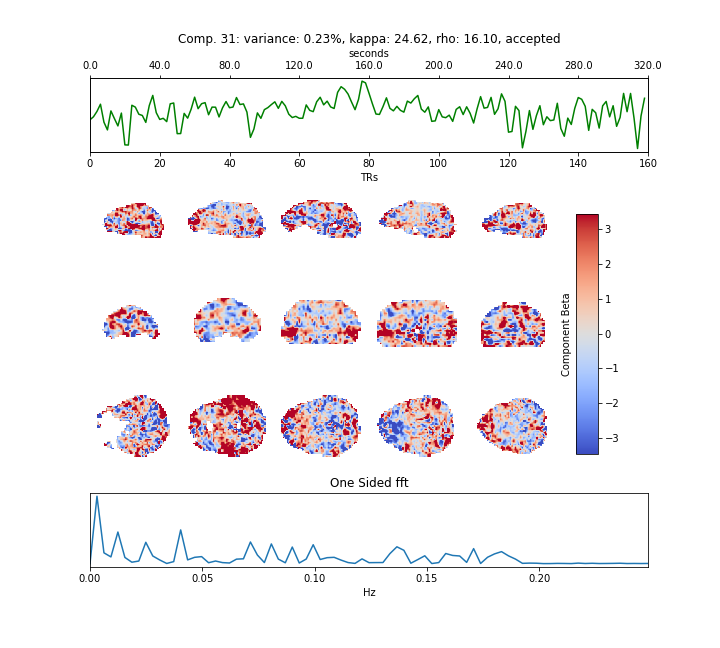 Comp. 31: variance: 0.23%, kappa: 24.62, rho: 16.10, accepted
seconds
0.0 40.0 80.0 120.0 160.0 200.0 240.0 280.0 320.0
0 20 40 60 80 100 120 140 160
TRs
3
2
1
0
−1
−2
−3
Component Beta
One Sided fft
0.00 0.05 0.10 0.15 0.20
Hz